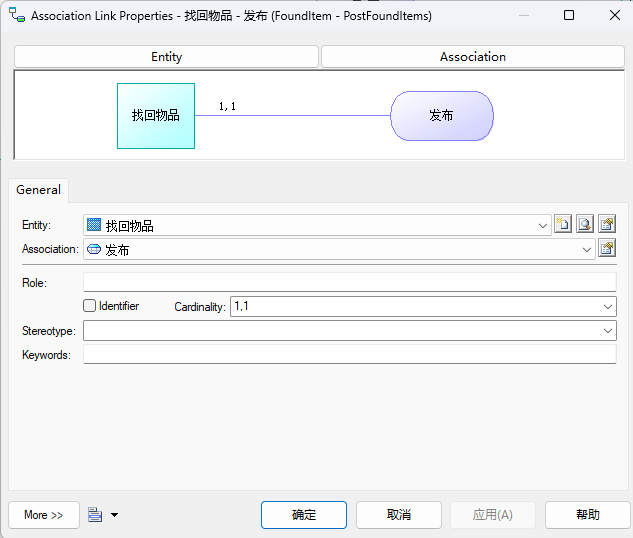 Association Link Properties - 找回物品 - 发布 (FoundItem - PostFoundItems)
Entity
Association
找回物品
1,1
发布
General
Entity:
找回物品
Association:
发布
Role:
Identifier
Cardinality:
1,1
Stereotype:
Keywords:
More >>
确定
取消
应用(A)
帮助